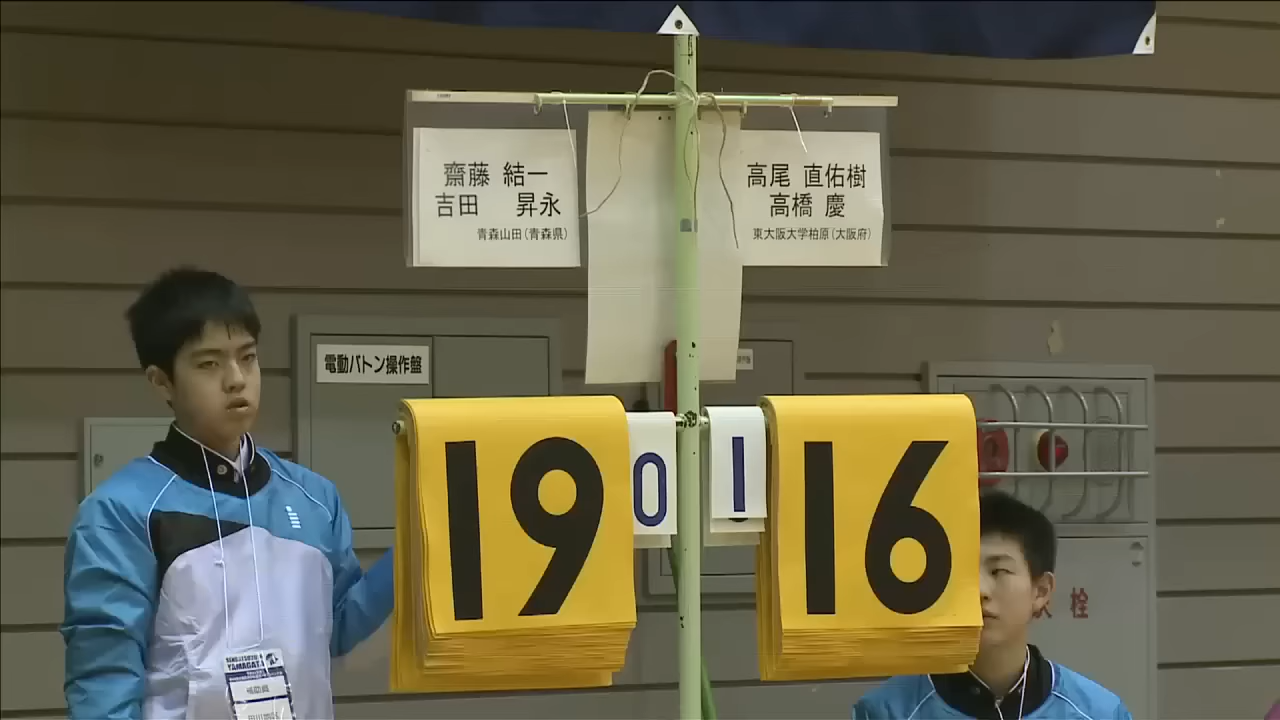 齋藤 結一
吉田 昇永
青森山田(青森県)
高尾 直佑樹
高橋 慶
東大阪大学柏原(大阪府)
電動バトン操作盤
19
0
1
16
栓
YAMAGATA